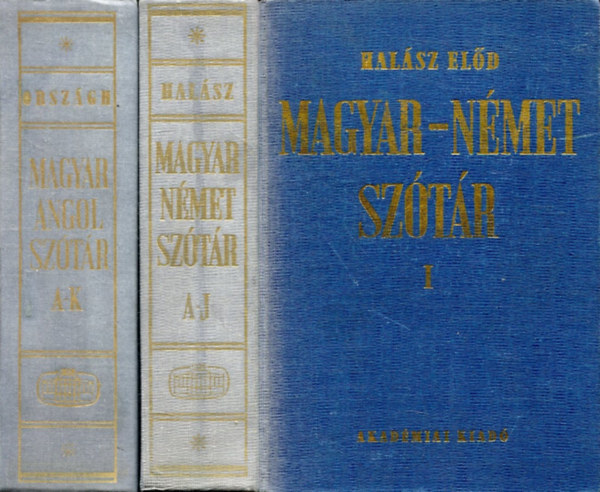 ORSZÁGH
MAGYAR
ANGOL
SZÓTÁR
A-K
HALÁSZ
MAGYAR
NÉMET
SZÓTÁR
A-J
HALÁSZ ELŐD
MAGYAR-NÉMET
SZÓTÁR
I
AKADÉMIAI KIADÓ